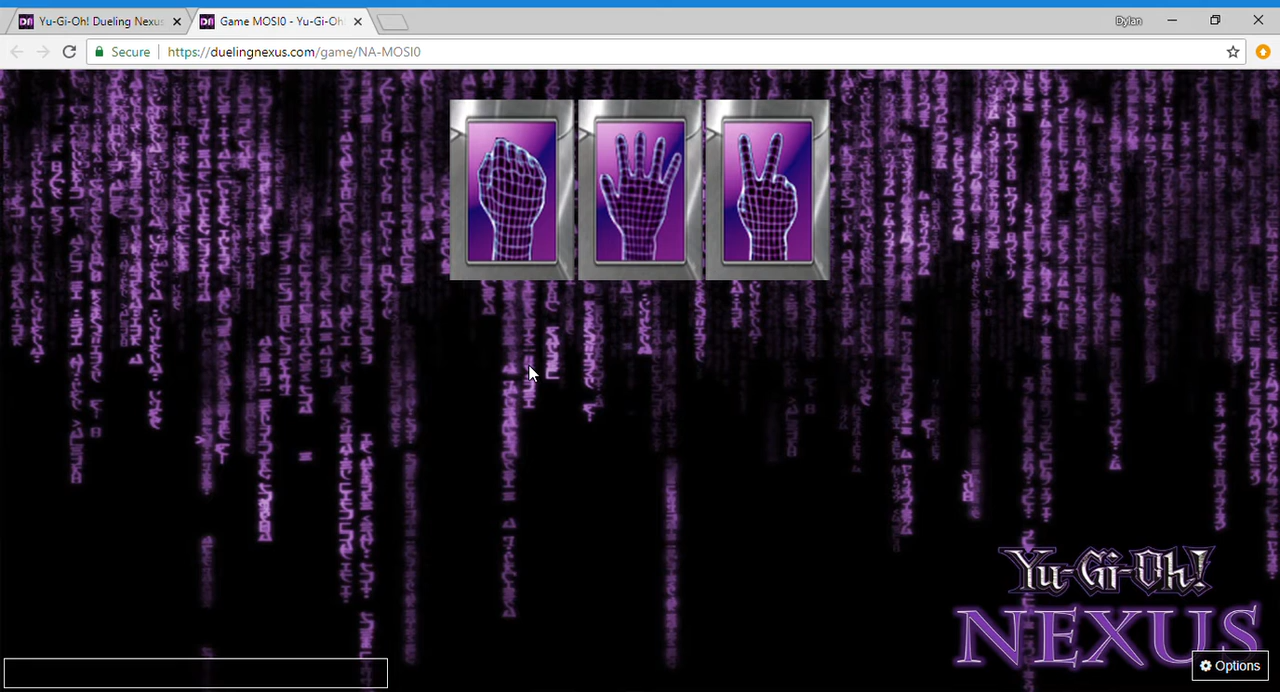 Yu-Gi-Oh! Dueling Nexus
Game MOSI0 - Yu-Gi-Oh!
Dylan
Secure
https://duelingnexus.com/game/NA-MOSI0
Yu-Gi-Oh!
NEXUS
Options